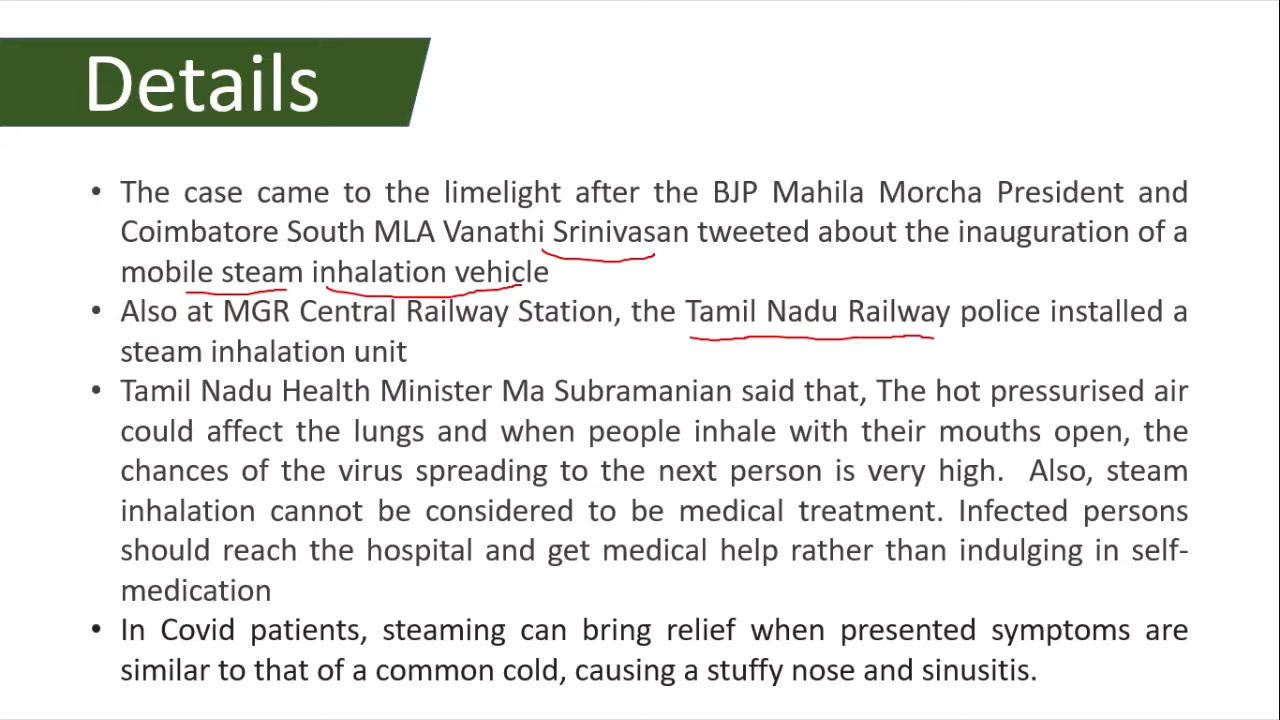 Details
• The case came to the limelight after the BJP Mahila Morcha President and
Coimbatore South MLA Vanathi Srinivasan tweeted about the inauguration of a
mobile steam inhalation vehicle
• Also at MGR Central Railway Station, the Tamil Nadu Railway police installed a
steam inhalation unit
• Tamil Nadu Health Minister Ma Subramanian said that, The hot pressurised air
could affect the lungs and when people inhale with their mouths open, the
chances of the virus spreading to the next person is very high.  Also, steam
inhalation cannot be considered to be medical treatment. Infected persons
should reach the hospital and get medical help rather than indulging in self-
medication
• In Covid patients, steaming can bring relief when presented symptoms are
similar to that of a common cold, causing a stuffy nose and sinusitis.